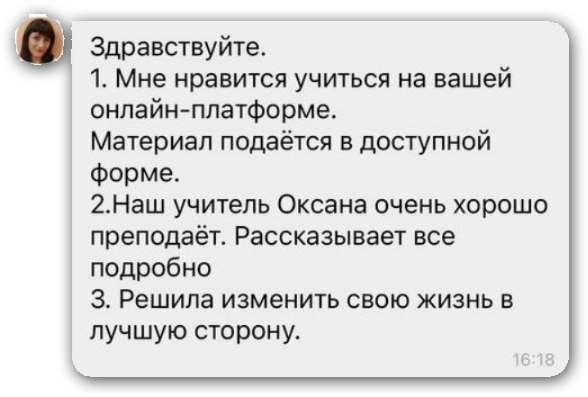 Здравствуйте.
1. Мне нравится учиться на вашей
онлайн-платформе.
Материал подаётся в доступной
форме.
2.Наш учитель Оксана очень хорошо
преподаёт. Рассказывает все
подробно
3. Решила изменить свою жизнь в
лучшую сторону.
16:18